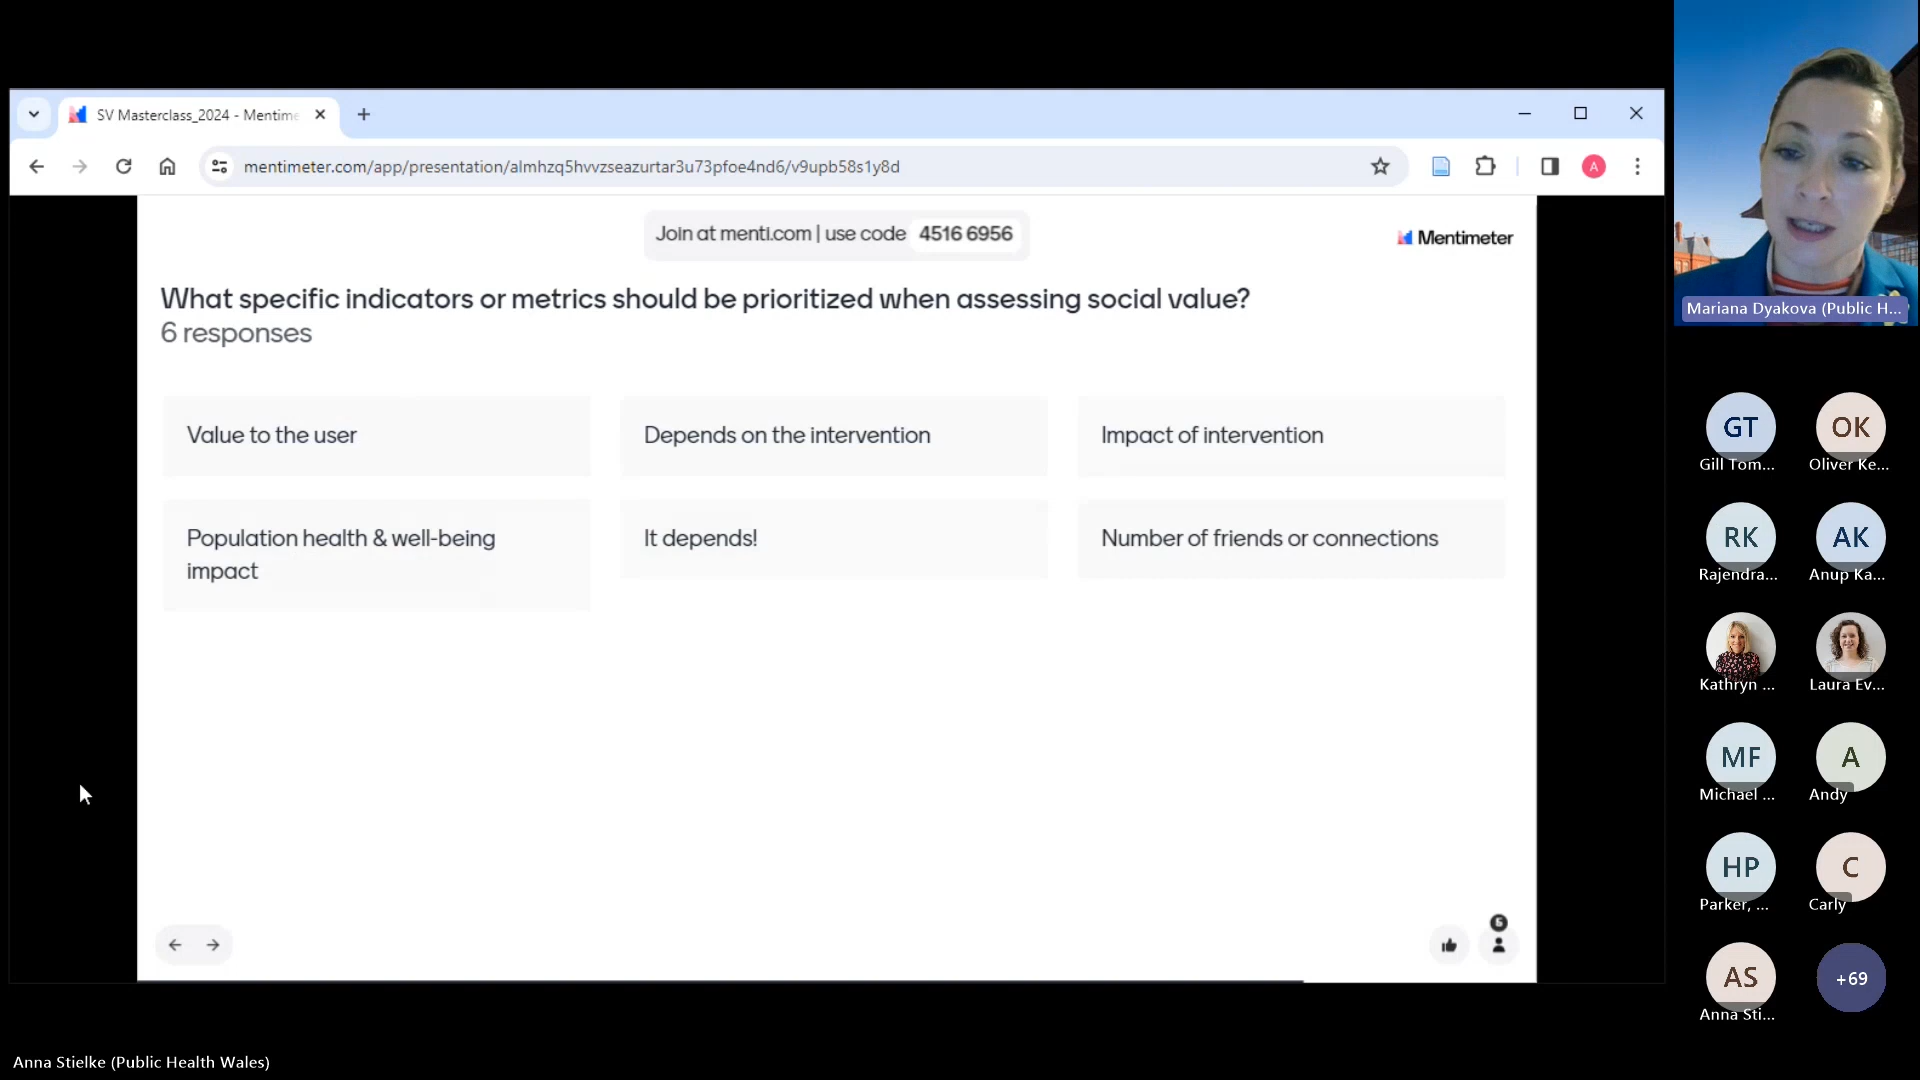 SV Masterclass_2024 - Mentime
mentimeter.com/app/presentation/almhzq5hvvzseazurtar3u73pfoe4nd6/v9upb58s1y8d
A
Join at menti.com | use code 4516 6956
Mentimeter
What specific indicators or metrics should be prioritized when assessing social value?
6 responses
Value to the user
Depends on the intervention
Impact of intervention
Population health & well-being
impact
It depends!
Number of friends or connections
6
Anna Stielke (Public Health Wales)
Mariana Dyakova (Public H...
GT
Gill Tom...
OK
Oliver Ke...
RK
Rajendra...
AK
Anup Ka...
Kathryn ...
Laura Ev...
MF
Michael ...
A
Andy
HP
Parker, ...
C
Carly
AS
Anna Sti...
+69